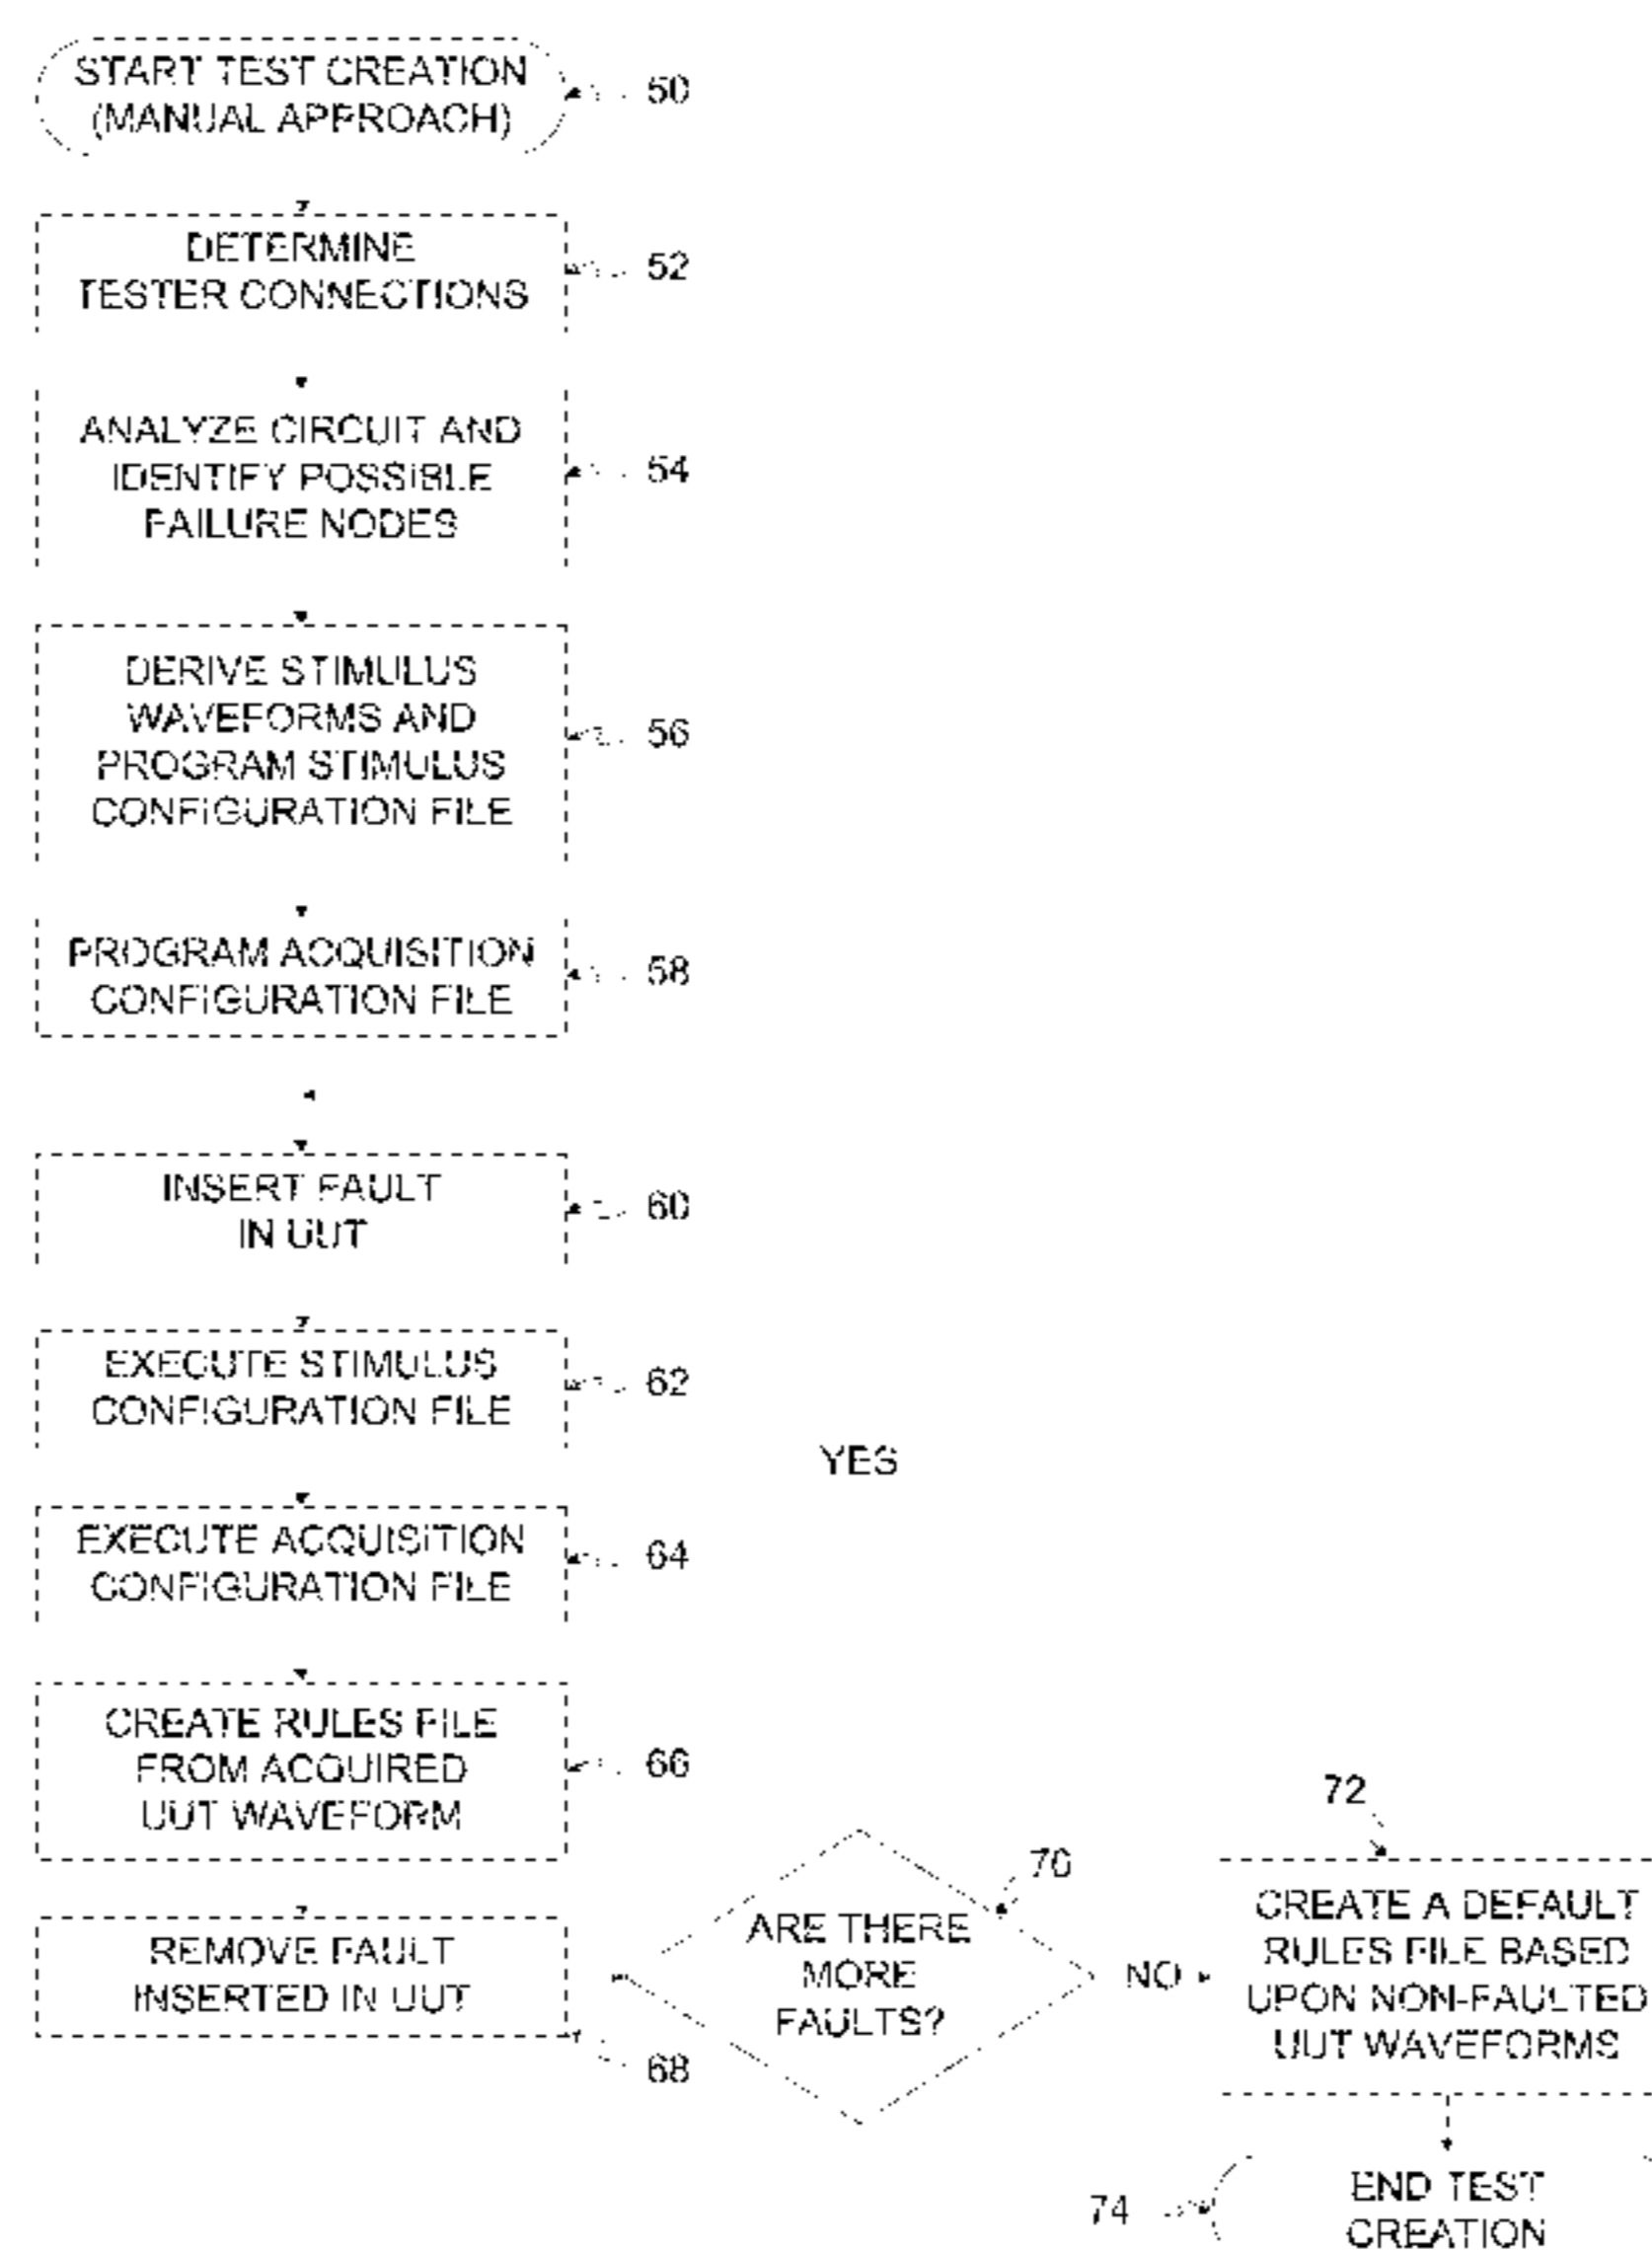 START TEST CREATION
(MANUAL APPROACH)
50
DETERMINE
TESTER CONNECTIONS
52
ANALYZE CIRCUIT AND
IDENTIFY POSSIBLE
FAILURE NODES
54
DERIVE STIMULUS
WAVEFORMS AND
PROGRAM STIMULUS
CONFIGURATION FILE
56
PROGRAM ACQUISITION
CONFIGURATION FILE
58
INSERT FAULT
IN UUT
60
EXECUTE STIMULUS
CONFIGURATION FILE
62
YES
EXECUTE ACQUISITION
CONFIGURATION FILE
64
CREATE RULES FILE
FROM ACQUIRED
UUT WAVEFORM
66
REMOVE FAULT
INSERTED IN UUT
68
ARE THERE
MORE
FAULTS?
70
NO
72
CREATE A DEFAULT
RULES FILE BASED
UPON NON-FAULTED
UUT WAVEFORMS
74
END TEST
CREATION